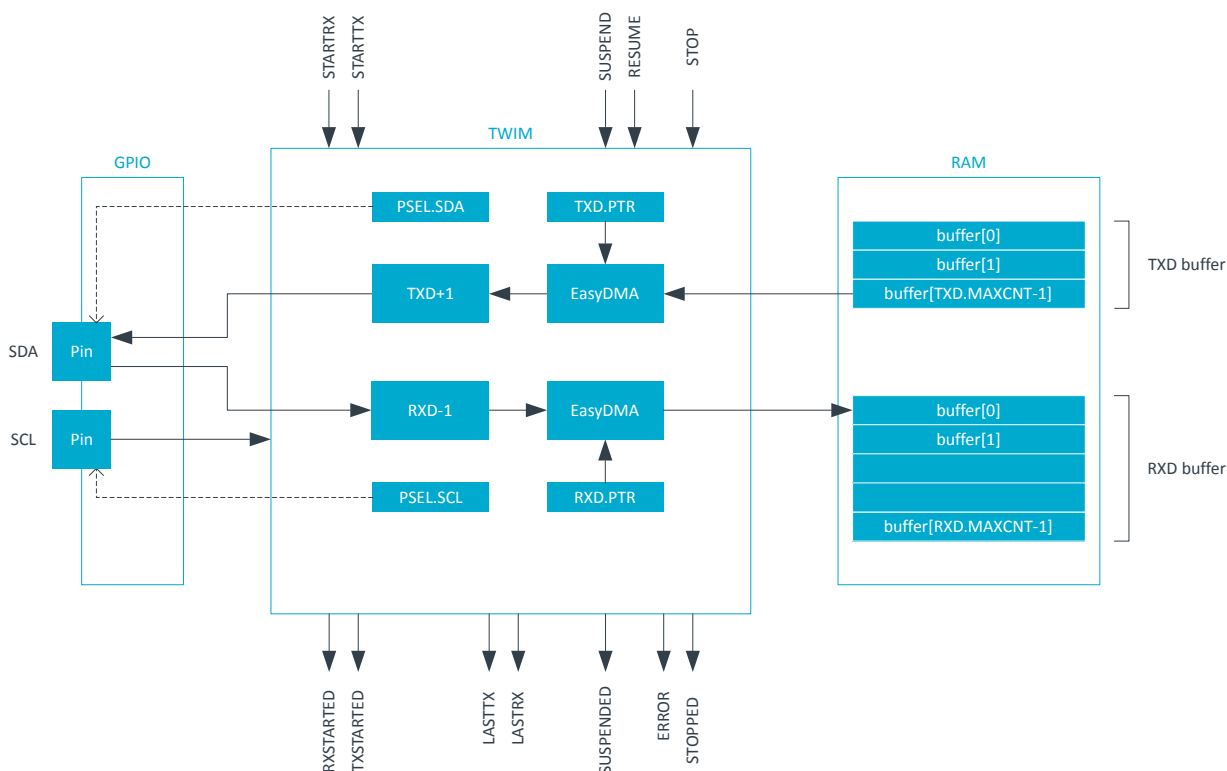 STARTRX
STARTTX
SUSPEND
RESUME
STOP
GPIO
TWIM
RAM
PSEL.SDA
TXD.PTR
buffer[0]
buffer[1]
buffer[TXD.MAXCNT-1]
TXD buffer
TXD+1
EasyDMA
SDA
Pin
RXD-1
EasyDMA
buffer[0]
buffer[1]
buffer[RXD.MAXCNT-1]
RXD buffer
SCL
Pin
PSEL.SCL
RXD.PTR
RXSTARTED
TXSTARTED
LASTTX
LASTRX
SUSPENDED
ERROR
STOPPED